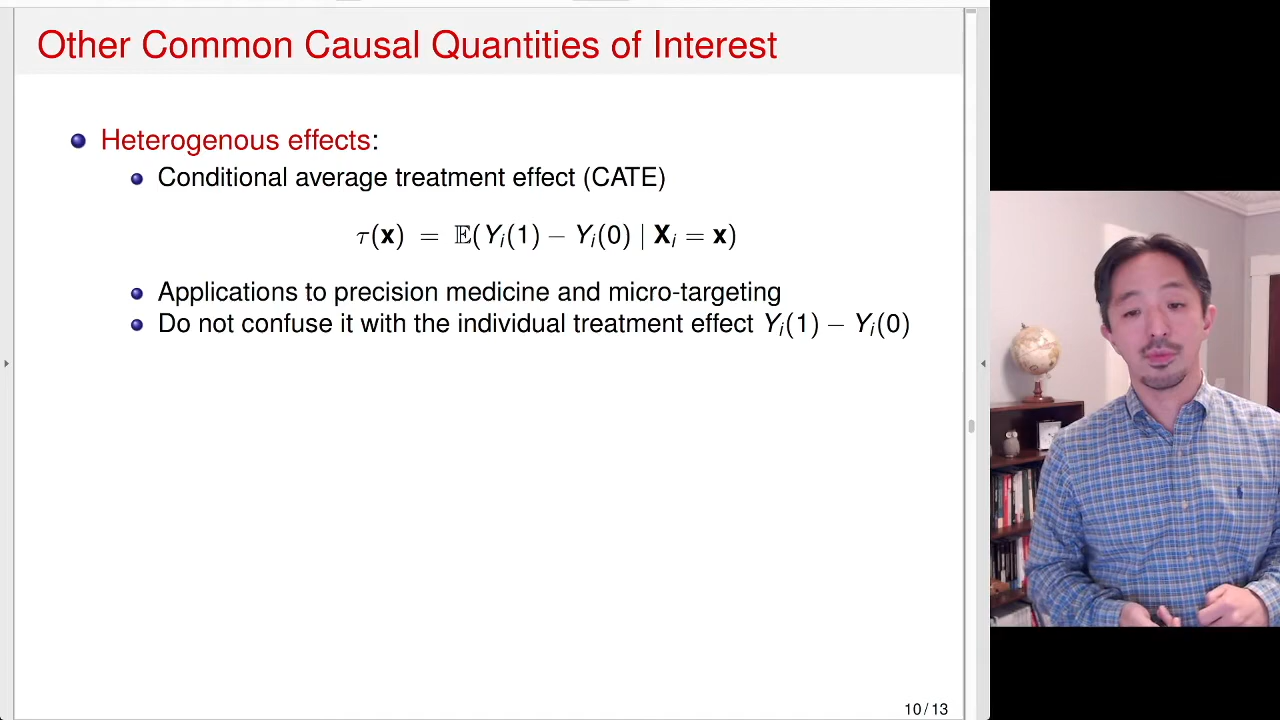 Other Common Causal Quantities of Interest
Heterogenous effects:
Conditional average treatment effect (CATE)
τ(x) = 𝔼(Yᵢ(1) − Yᵢ(0) | Xᵢ = x)
Applications to precision medicine and micro-targeting
Do not confuse it with the individual treatment effect Yᵢ(1) − Yᵢ(0)
10 / 13